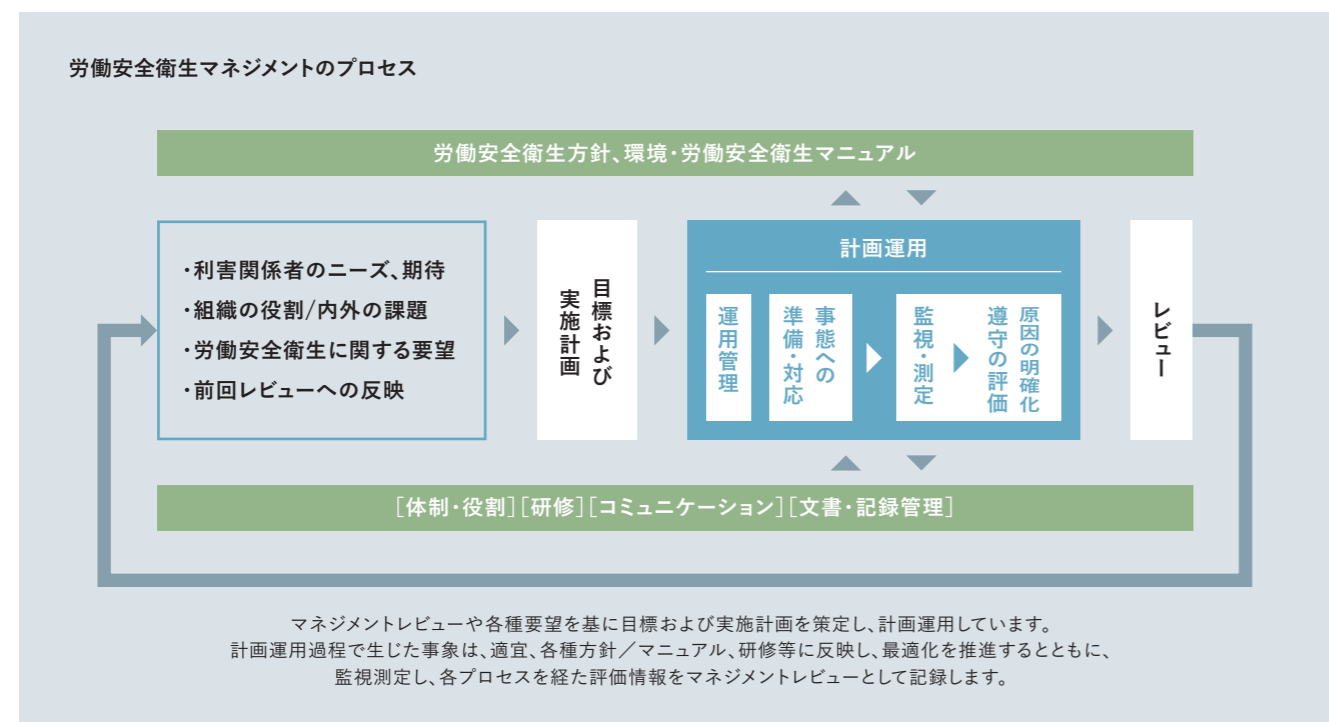 労働安全衛生マネジメントのプロセス
労働安全衛生方針、環境・労働安全衛生マニュアル
・利害関係者のニーズ、期待
・組織の役割/内外の課題
・労働安全衛生に関する要望
・前回レビューへの反映
目標および
実施計画
計画運用
運用管理
事態への
準備・対応
監視・測定
原因の明確化
遵守の評価
レビュー
[体制・役割][研修][コミュニケーション][文書・記録管理]
マネジメントレビューや各種要望を基に目標および実施計画を策定し、計画運用しています。
計画運用過程で生じた事象は、適宜、各種方針／マニュアル、研修等に反映し、最適化を推進するとともに、
監視測定し、各プロセスを経た評価情報をマネジメントレビューとして記録します。